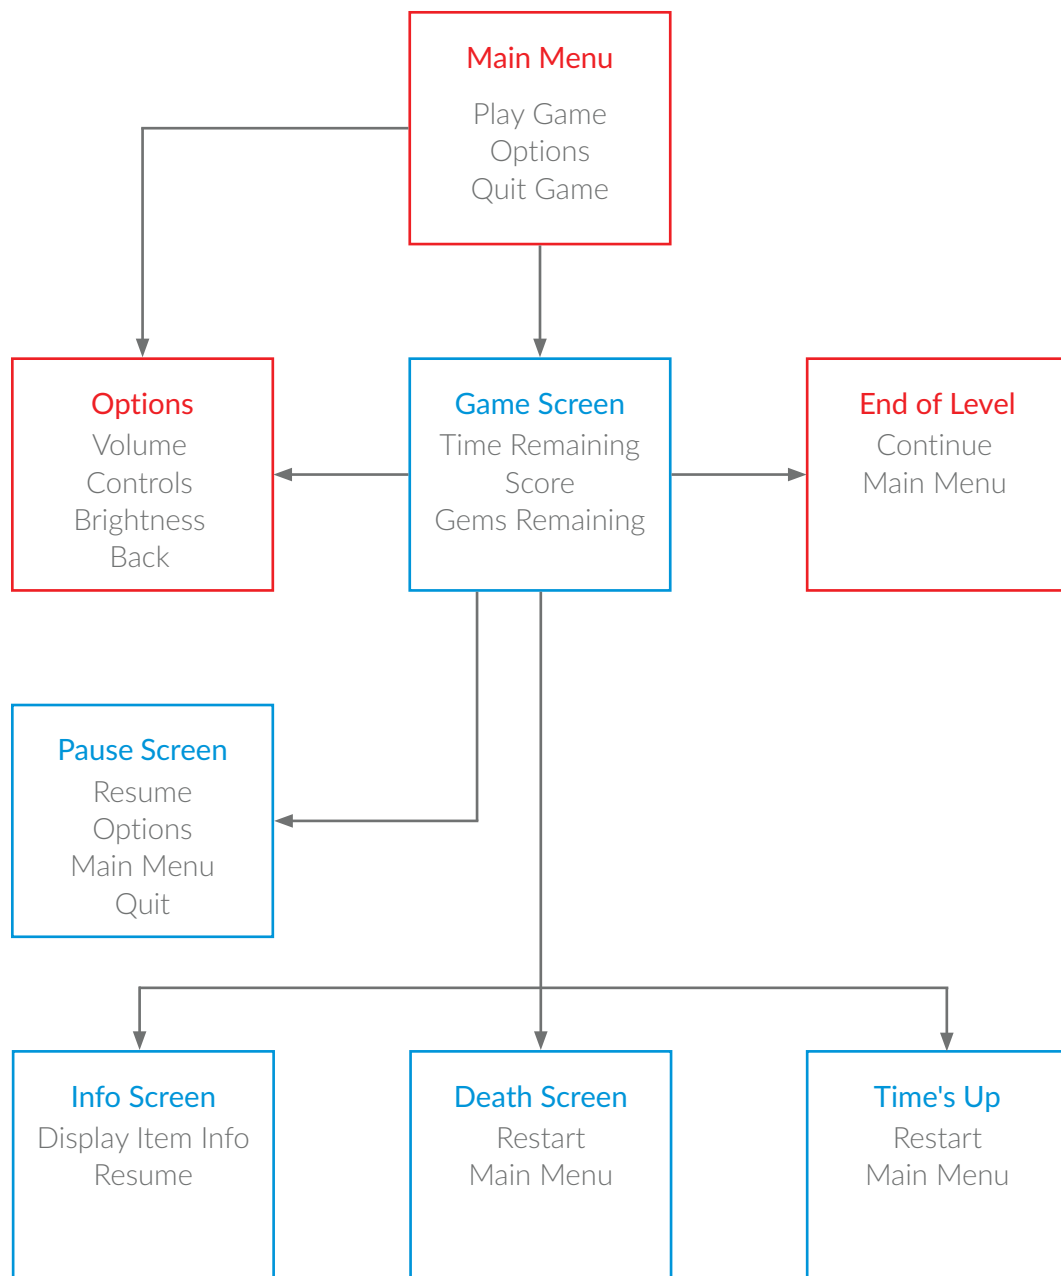 Main Menu
Play Game
Options
Quit Game
Options
Volume
Controls
Brightness
Back
Game Screen
Time Remaining
Score
Gems Remaining
End of Level
Continue
Main Menu
Pause Screen
Resume
Options
Main Menu
Quit
Info Screen
Display Item Info
Resume
Death Screen
Restart
Main Menu
Time's Up
Restart
Main Menu